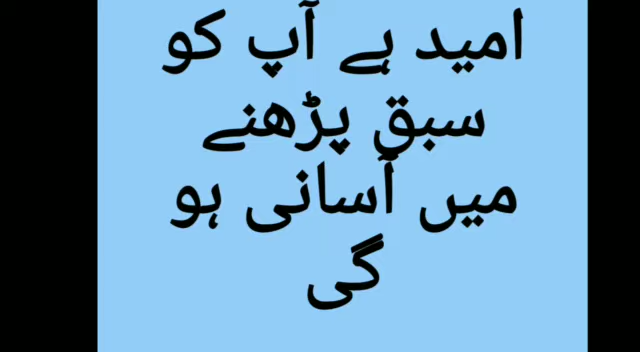 امید ہے آپ کو
سبق پڑھنے
میں آسانی ہو
گی